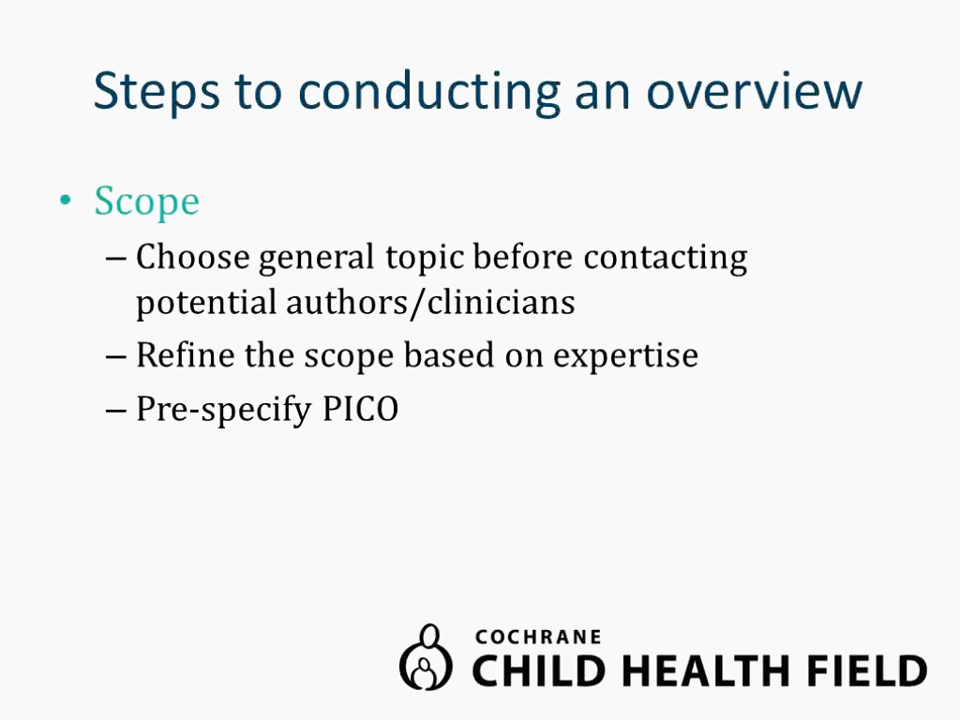 Steps to conducting an overview
• Scope
– Choose general topic before contacting
potential authors/clinicians
– Refine the scope based on expertise
– Pre-specify PICO
COCHRANE
CHILD HEALTH FIELD